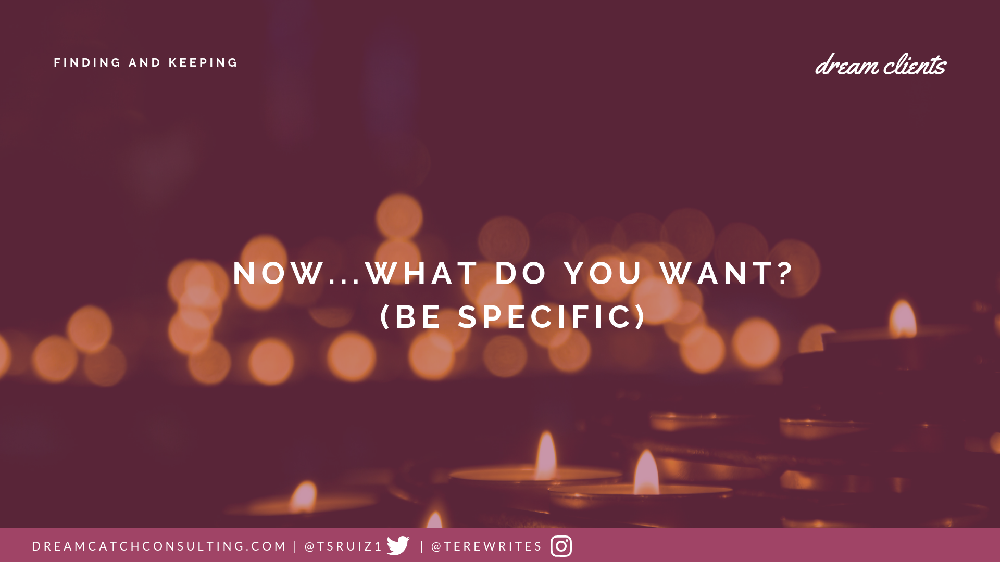 FINDING AND KEEPING
dream clients
NOW...WHAT DO YOU WANT?
(BE SPECIFIC)
DREAMCATCHCONSULTING.COM | @TSRUIZ1 | @TEREWRITES